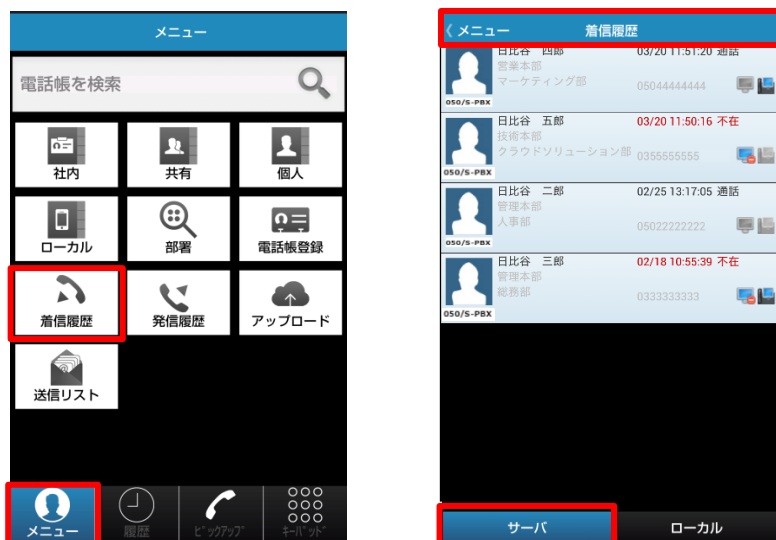 メニュー
電話帳を検索
社内
共有
個人
ローカル
部署
電話帳登録
着信履歴
発信履歴
アップロード
送信リスト
メニュー
履歴
ピックアップ
キーパッド
メニュー
着信履歴
日比谷 四郎 03/20 11:51:20 通話
営業本部
マーケティング部 05044444444
050/S-PBX
日比谷 五郎 03/20 11:50:16 不在
技術本部
クラウドソリューション部 0355555555
050/S-PBX
日比谷 二郎 02/25 13:17:05 通話
管理本部
人事部 05022222222
050/S-PBX
日比谷 三郎 02/18 10:55:39 不在
管理本部
総務部 0333333333
050/S-PBX
サーバ
ローカル